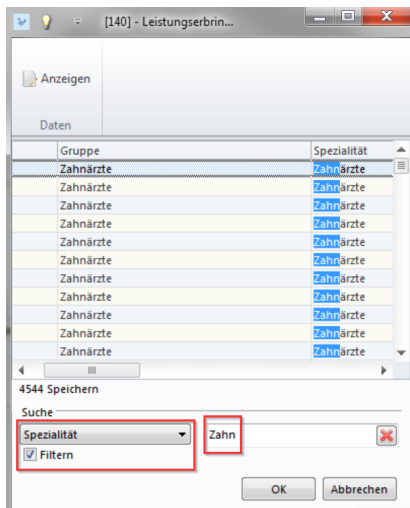 [140] - Leistungserbrin...
Anzeigen
Daten
Gruppe Spezialität
Zahnärzte Zahnärzte
Zahnärzte Zahnärzte
Zahnärzte Zahnärzte
Zahnärzte Zahnärzte
Zahnärzte Zahnärzte
Zahnärzte Zahnärzte
Zahnärzte Zahnärzte
Zahnärzte Zahnärzte
Zahnärzte Zahnärzte
Zahnärzte Zahnärzte
Zahnärzte Zahnärzte
4544 Speichern
Suche
Spezialität Zahn
Filtern
OK Abbrechen